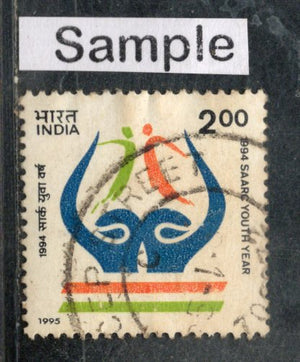 Sample
भारत
INDIA
2.00
1994 सार्क युवा वर्ष
1994 SAARC YOUTH YEAR
1995